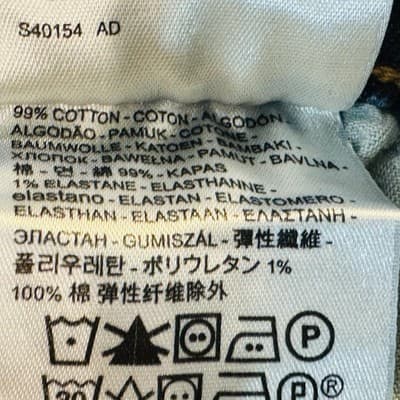 S40154 AD
99% COTTON - COTON - ALGODÓN
ALGODÃO - PAMUK - COTONE -
BAUMWOLLE - KATOEN - BAMBAKI -
ХЛОПОК - BAWEŁNA - PAMUT - BAVLNA -
棉 - 면 - 綿 99% - KAPAS
1% ELASTANE - ELASTHANNE -
elastano - ELASTAN - ELASTOMERO -
ELASTHAN - ELASTAAN - ΕΛΑΣΤΑΝΗ -
ЭЛАСТАН - GUMISZÁL - 彈性纖維 -
폴리우레탄 - ポリウレタン 1%
100% 棉 弹性纤维除外
P
30 P ®